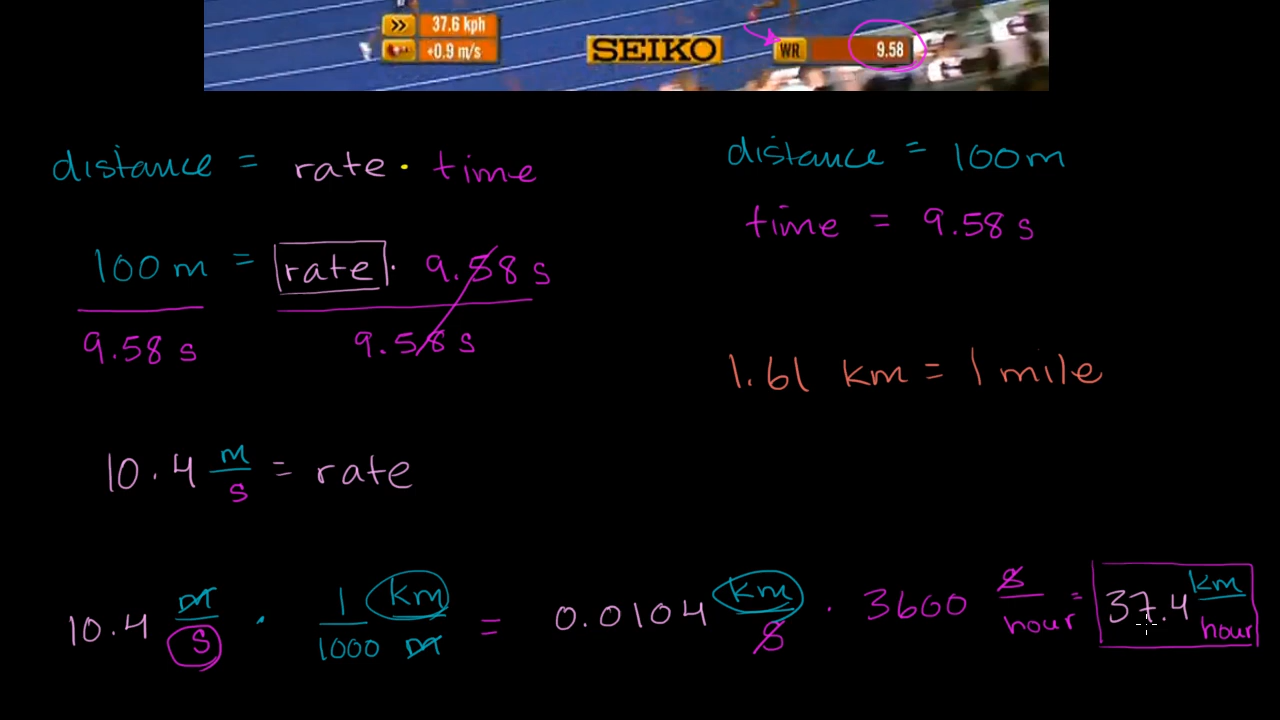 37.6 kph
+0.9 m/s
SEIKO
WR 9.58
distance = rate · time
distance = 100m
time = 9.58 s
100 m = rate · 9.58 s
9.58 s 9.58 s
1.61 km = 1 mile
10.4 m/s = rate
10.4 m/s · 1 km/1000 m = 0.0104 km/s · 3600 s/hour = 37.4 km/hour